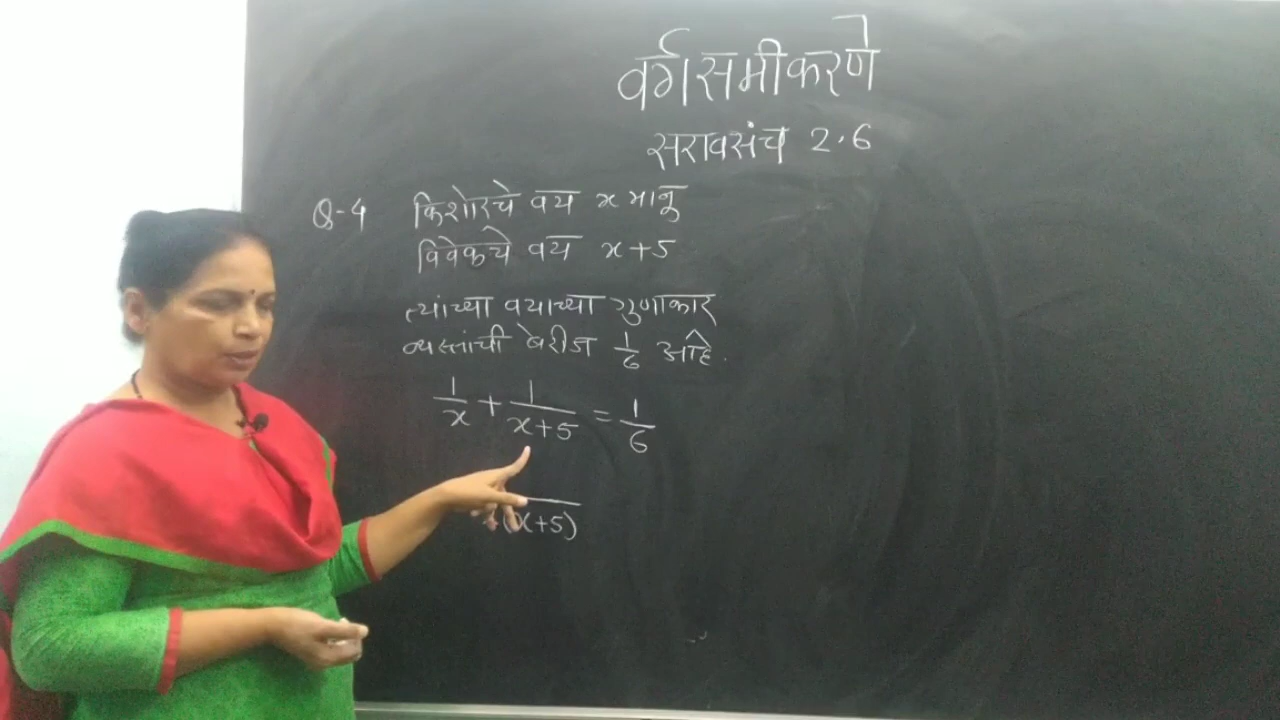 वर्गसमीकरणे
सरावसंच 2.6
Q-4 किशोरचे वय x मानू
विवेकचे वय x+5
त्यांच्या वयाच्या गुणाकार
व्यस्तांची बेरीज 1/6 आहे.
1/x + 1/x+5 = 1/6
(x+5)